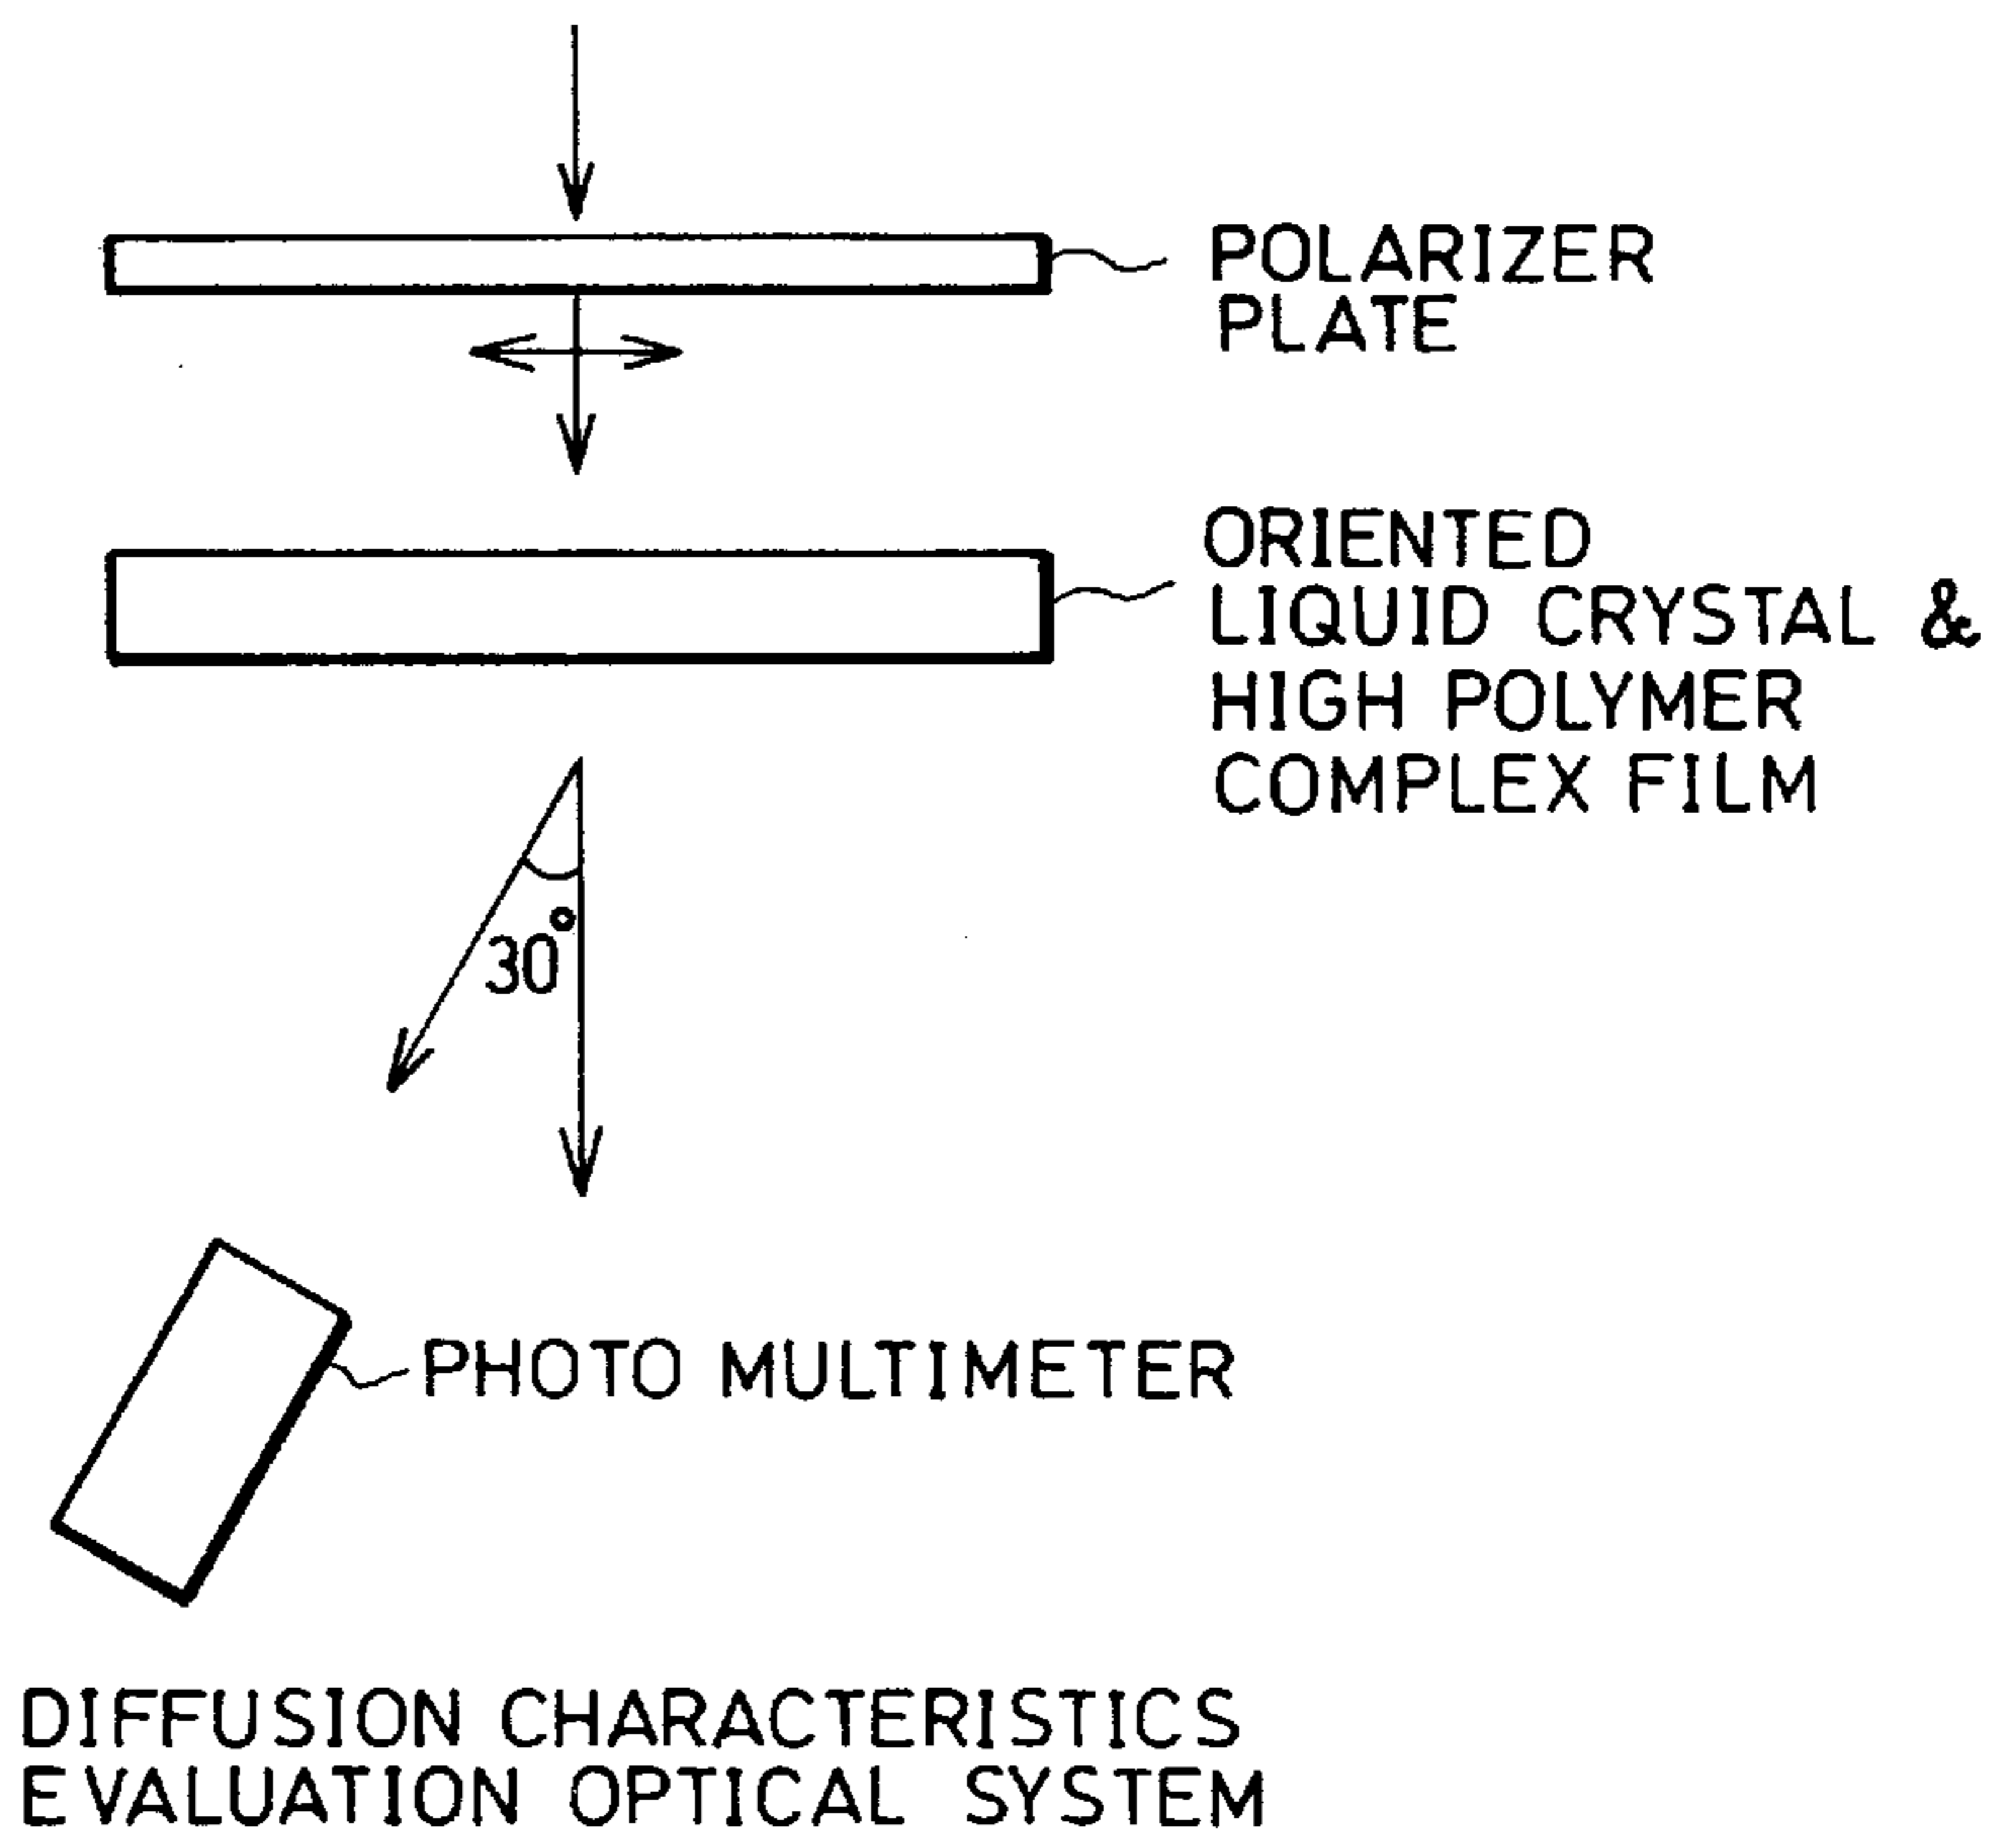 POLARIZER
PLATE
ORIENTED
LIQUID CRYSTAL &
HIGH POLYMER
COMPLEX FILM
30°
PHOTO MULTIMETER
DIFFUSION CHARACTERISTICS
EVALUATION OPTICAL SYSTEM